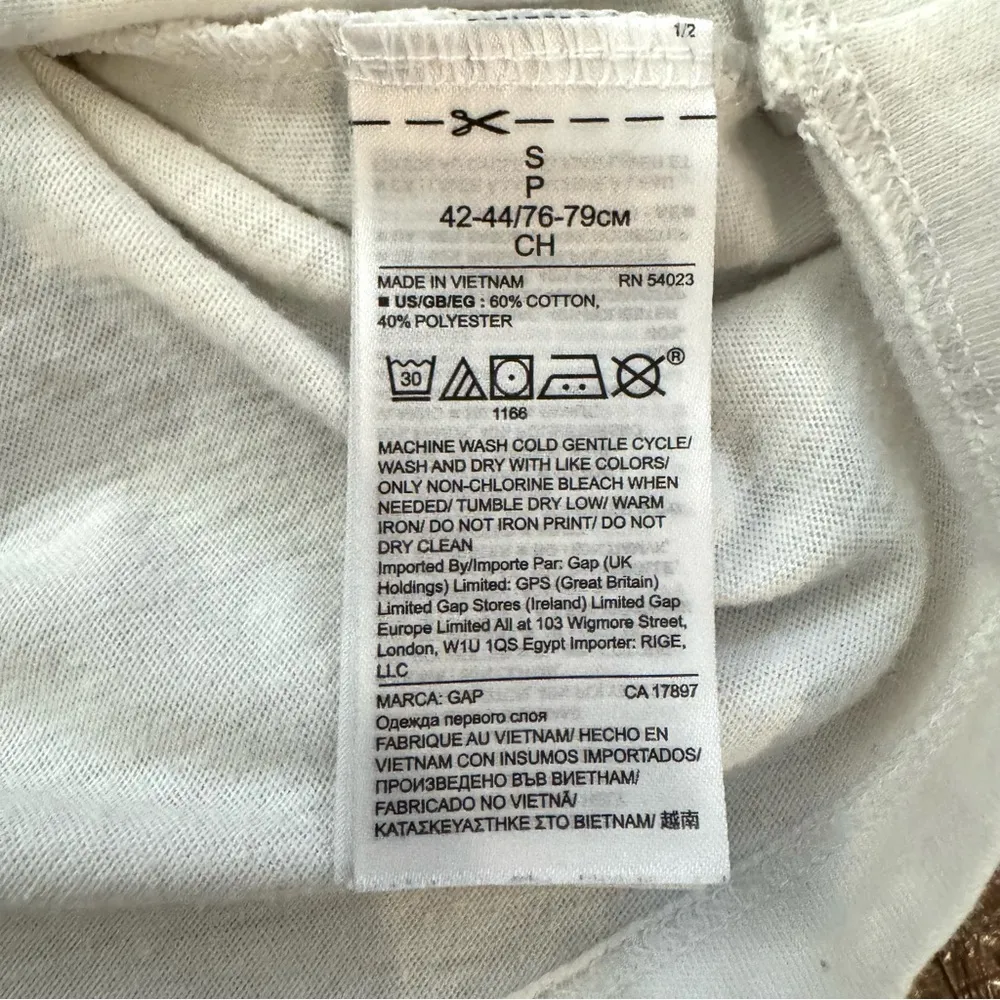 1/2
S
P
42-44/76-79см
CH
MADE IN VIETNAM RN 54023
■ US/GB/EG : 60% COTTON,
40% POLYESTER
30 ®
1166
MACHINE WASH COLD GENTLE CYCLE/
WASH AND DRY WITH LIKE COLORS/
ONLY NON-CHLORINE BLEACH WHEN
NEEDED/ TUMBLE DRY LOW/ WARM
IRON/ DO NOT IRON PRINT/ DO NOT
DRY CLEAN
Imported By/Importe Par: Gap (UK
Holdings) Limited: GPS (Great Britain)
Limited Gap Stores (Ireland) Limited Gap
Europe Limited All at 103 Wigmore Street,
London, W1U 1QS Egypt Importer: RIGE,
LLC
MARCA: GAP CA 17897
Одежда первого слоя
FABRIQUE AU VIETNAM/ HECHO EN
VIETNAM CON INSUMOS IMPORTADOS/
ПРОИЗВЕДЕНО ВЪВ ВИЕТНАМ/
FABRICADO NO VIETNÃ/
ΚΑΤΑΣΚΕΥΑΣΤΗΚΕ ΣΤΟ ΒΙΕΤΝΑΜ/ 越南